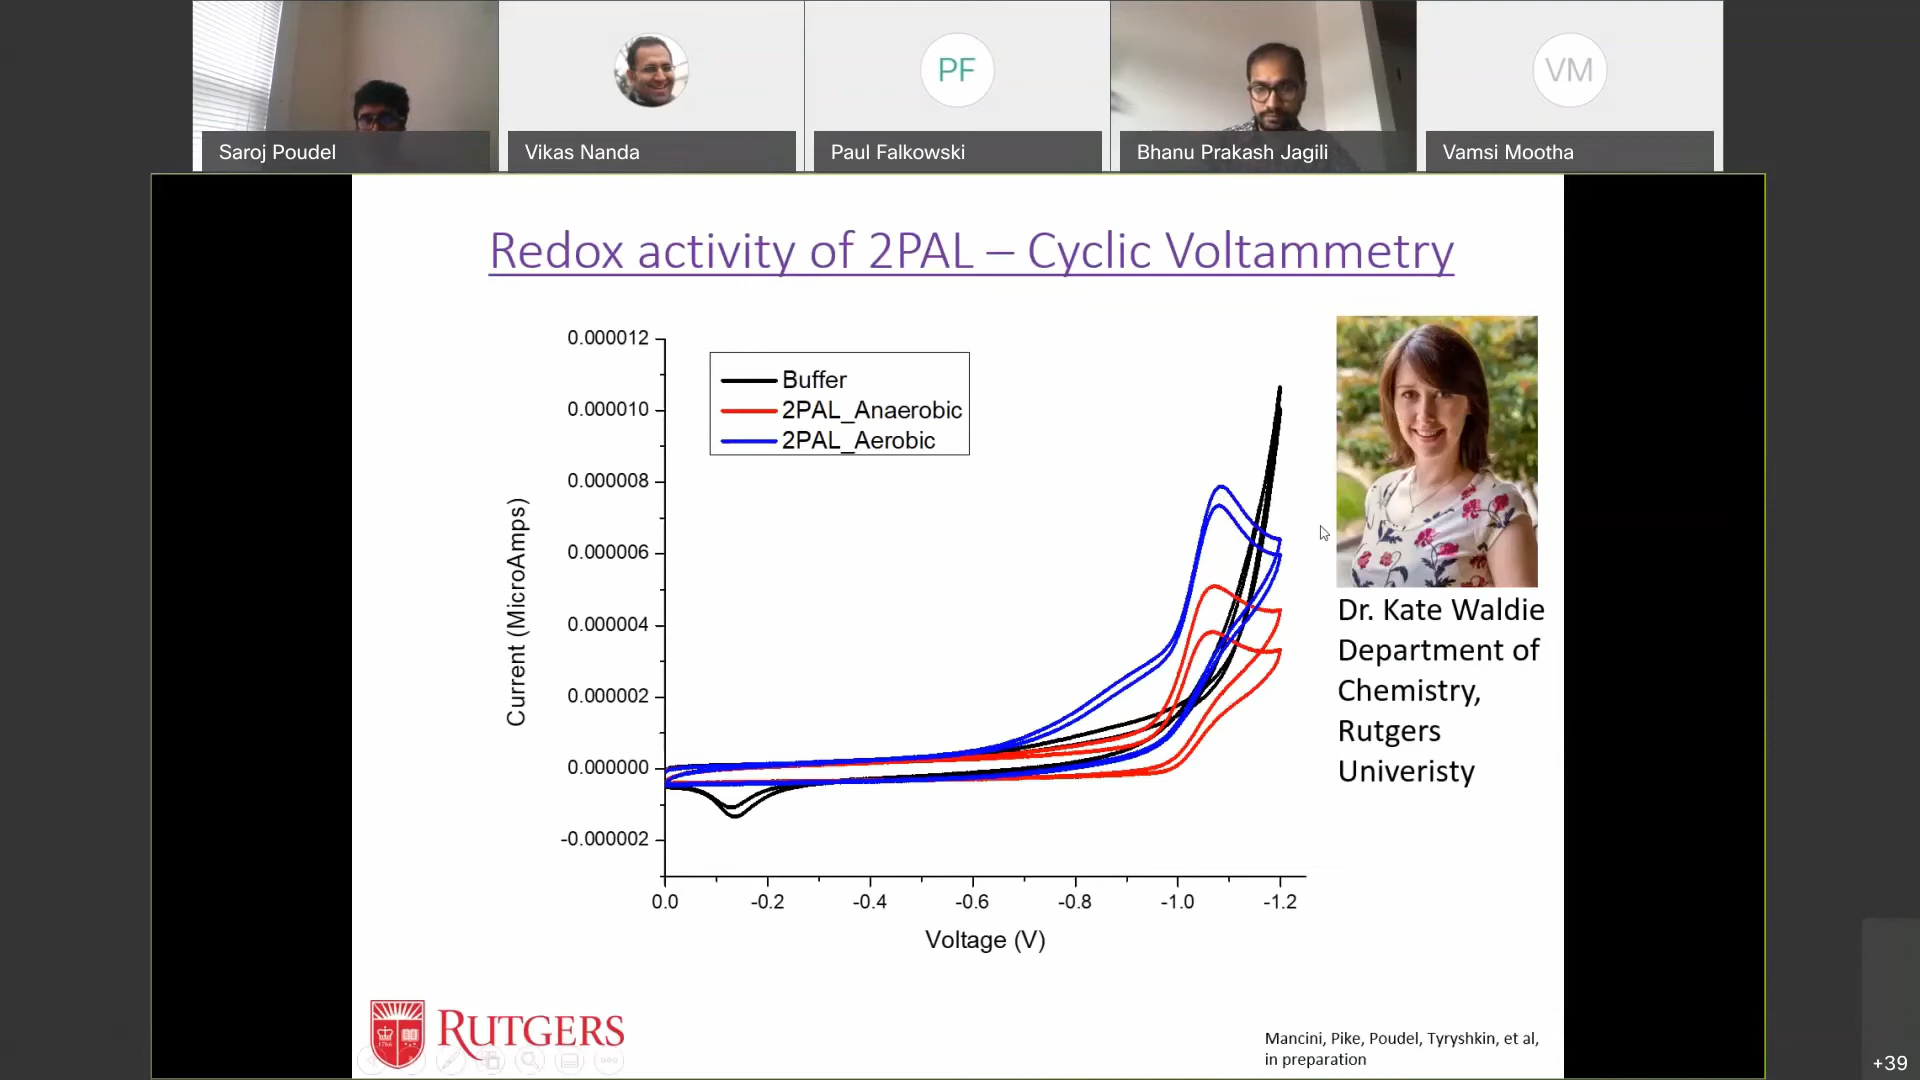 PF
VM
Saroj Poudel
Vikas Nanda
Paul Falkowski
Bhanu Prakash Jagili
Vamsi Mootha
Redox activity of 2PAL – Cyclic Voltammetry
0.000012
0.000010
0.000008
0.000006
0.000004
0.000002
0.000000
-0.000002
Current (MicroAmps)
Buffer
2PAL_Anaerobic
2PAL_Aerobic
0.0 -0.2 -0.4 -0.6 -0.8 -1.0 -1.2
Voltage (V)
Dr. Kate Waldie
Department of
Chemistry,
Rutgers
Univeristy
1766
RUTGERS
Mancini, Pike, Poudel, Tyryshkin, et al,
in preparation
+39